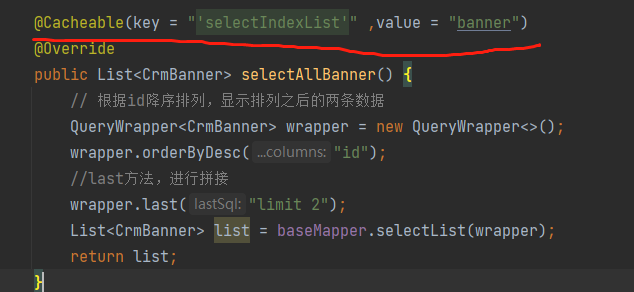 @Cacheable(key = "'selectIndexList'" ,value = "banner")
@Override
public List<CrmBanner> selectAllBanner() {
// 根据id降序排列，显示排列之后的两条数据
QueryWrapper<CrmBanner> wrapper = new QueryWrapper<>();
wrapper.orderByDesc( ...columns: "id");
//last方法，进行拼接
wrapper.last( lastSql: "limit 2");
List<CrmBanner> list = baseMapper.selectList(wrapper);
return list;
}